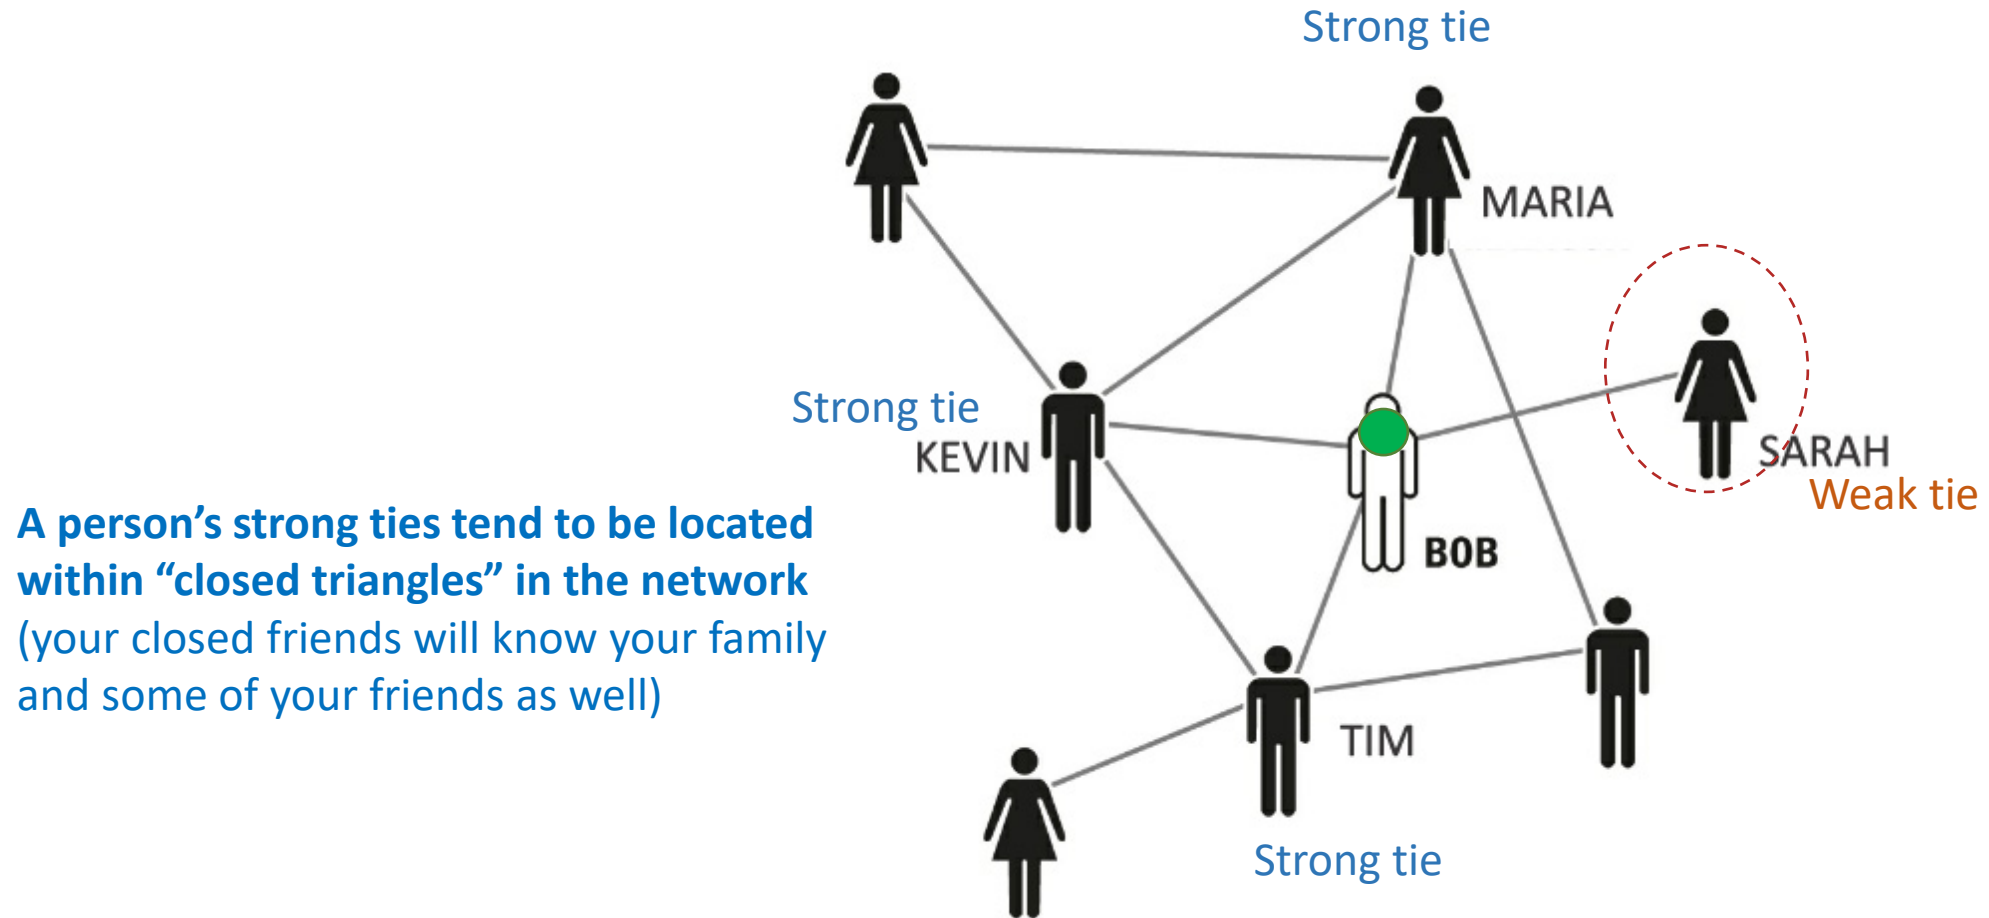 Strong tie
MARIA
Strong tie
KEVIN
SARAH
Weak tie
A person’s strong ties tend to be located
within “closed triangles” in the network
(your closed friends will know your family
and some of your friends as well)
B0B
TIM
Strong tie